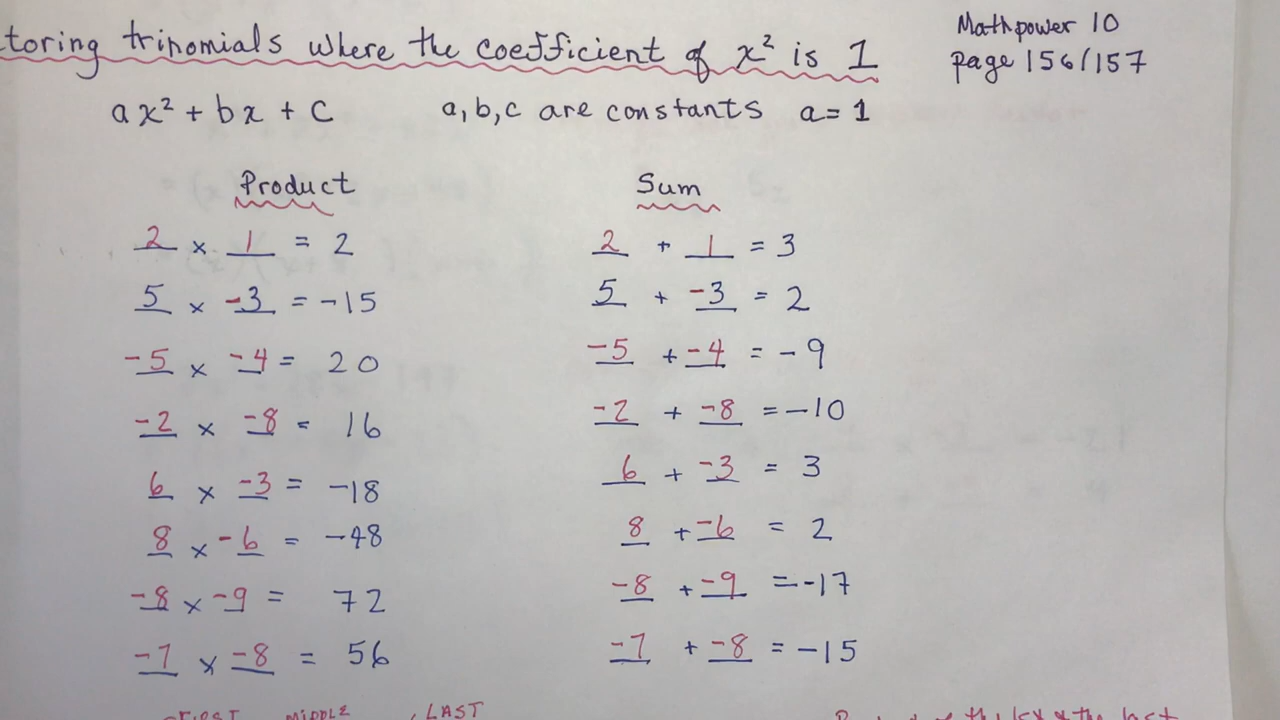 toring trinomials where the coefficient of x² is 1
Mathpower 10
page 156/157
ax² + bx + c a, b, c are constants a = 1
Product Sum
2 × 1 = 2 2 + 1 = 3
5 × -3 = -15 5 + -3 = 2
-5 × -4 = 20 -5 + -4 = -9
-2 × -8 = 16 -2 + -8 = -10
6 × -3 = -18 6 + -3 = 3
8 × -6 = -48 8 + -6 = 2
-8 × -9 = 72 -8 + -9 = -17
-7 × -8 = 56 -7 + -8 = -15
FIRST MIDDLE LAST